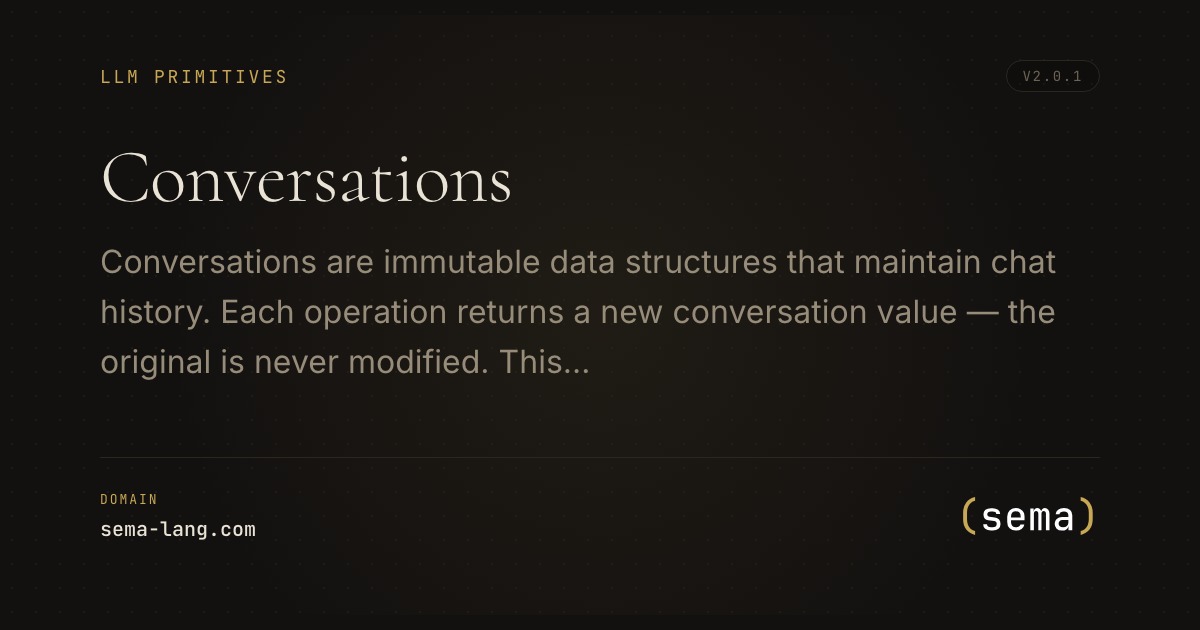 LLM PRIMITIVES
V2.0.1
Conversations
Conversations are immutable data structures that maintain chat
history. Each operation returns a new conversation value — the
original is never modified. This...
DOMAIN
sema-lang.com
(sema)